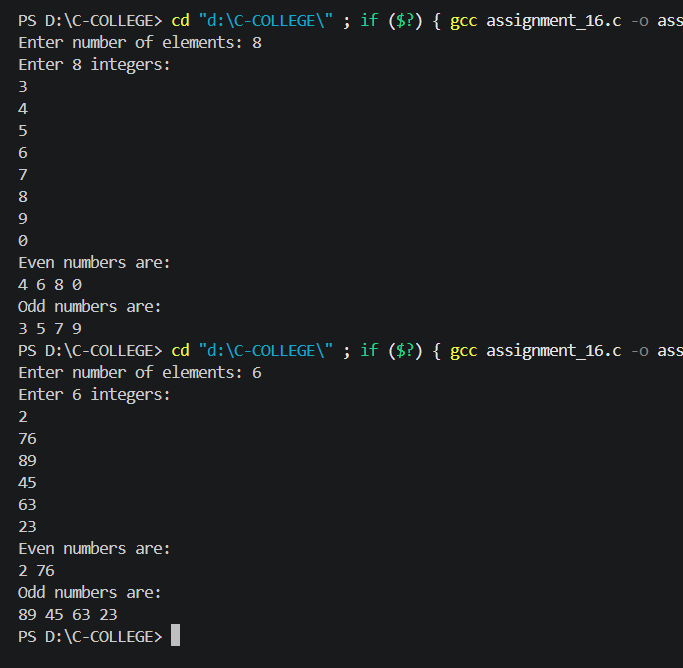 PS D:\C-COLLEGE> cd "d:\C-COLLEGE\" ; if ($?) { gcc assignment_16.c -o ass
Enter number of elements: 8
Enter 8 integers:
3
4
5
6
7
8
9
0
Even numbers are:
4 6 8 0
Odd numbers are:
3 5 7 9
PS D:\C-COLLEGE> cd "d:\C-COLLEGE\" ; if ($?) { gcc assignment_16.c -o ass
Enter number of elements: 6
Enter 6 integers:
2
76
89
45
63
23
Even numbers are:
2 76
Odd numbers are:
89 45 63 23
PS D:\C-COLLEGE>